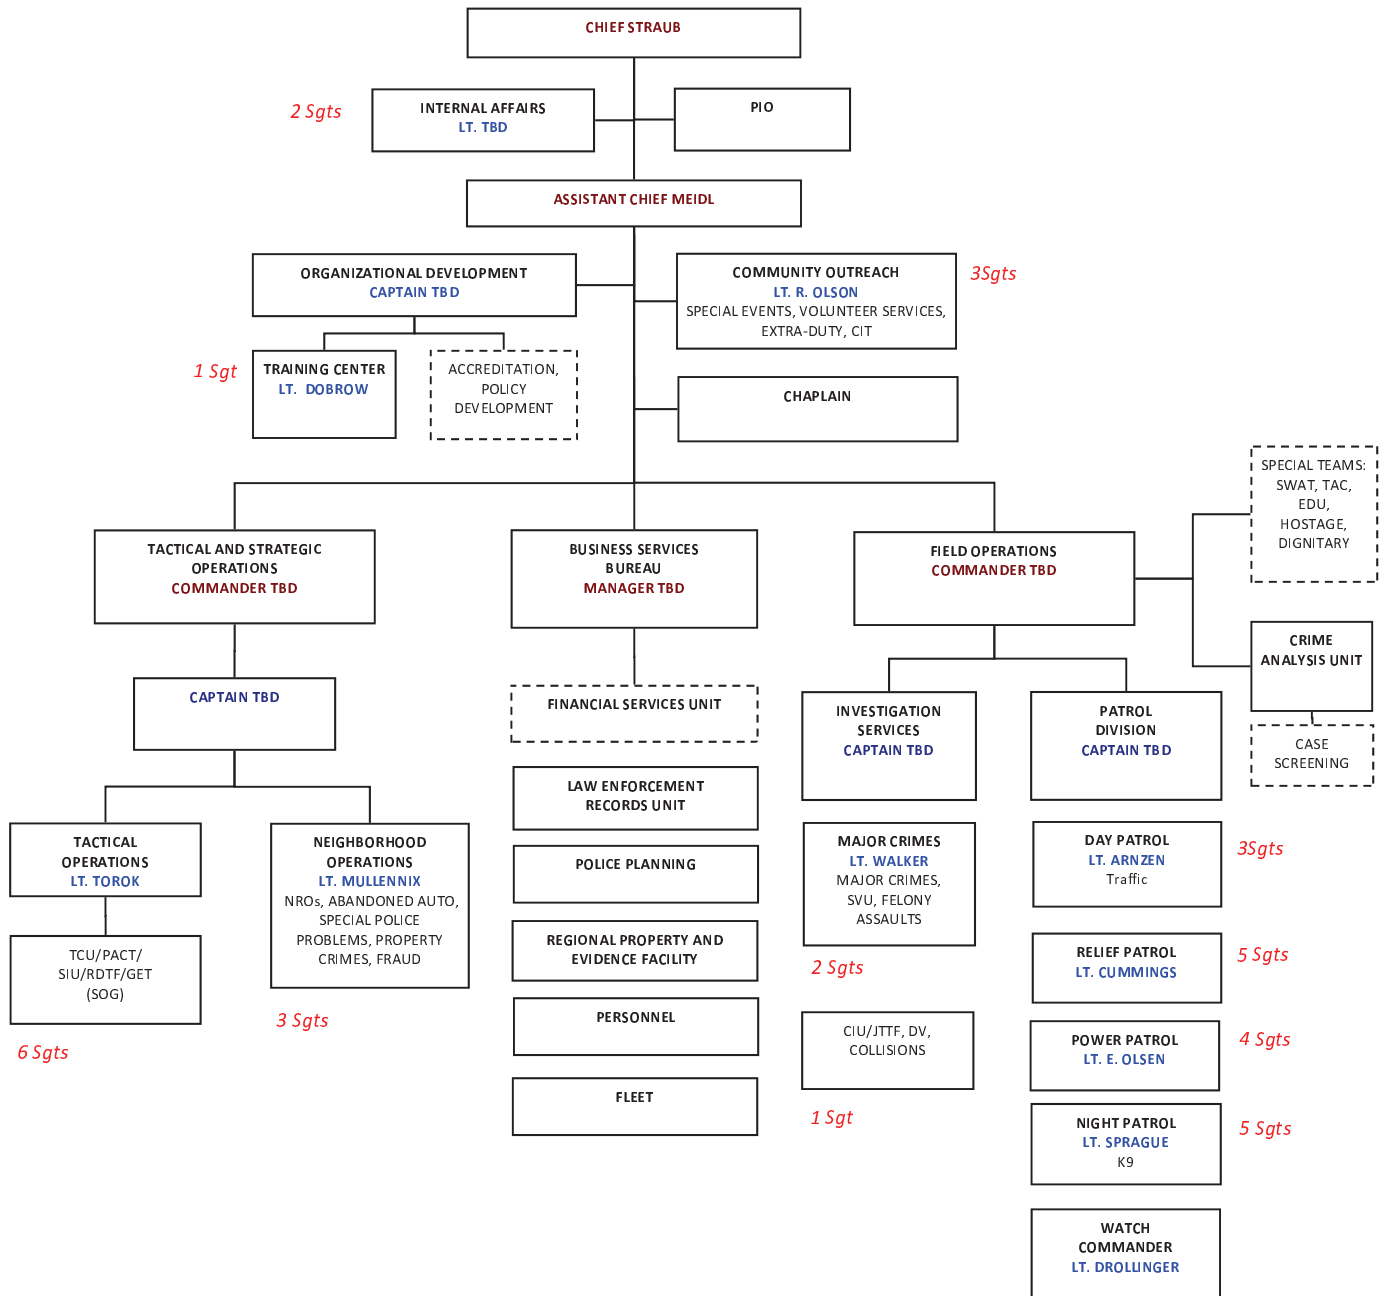 CHIEF STRAUB
2 Sgts
INTERNAL AFFAIRS
LT. TBD
PIO
ASSISTANT CHIEF MEIDL
ORGANIZATIONAL DEVELOPMENT
CAPTAIN TBD
COMMUNITY OUTREACH
LT. R. OLSON
SPECIAL EVENTS, VOLUNTEER SERVICES,
EXTRA-DUTY, CIT
3Sgts
1 Sgt
TRAINING CENTER
LT.  DOBROW
ACCREDITATION,
POLICY
DEVELOPMENT
CHAPLAIN
SPECIAL TEAMS:
SWAT, TAC,
EDU,
HOSTAGE,
DIGNITARY
TACTICAL AND STRATEGIC
OPERATIONS
COMMANDER TBD
BUSINESS SERVICES
BUREAU
MANAGER TBD
FIELD OPERATIONS
COMMANDER TBD
CRIME
ANALYSIS UNIT
CASE
SCREENING
CAPTAIN TBD
TACTICAL
OPERATIONS
LT. TOROK
TCU/PACT/
SIU/RDTF/GET
(SOG)
6 Sgts
NEIGHBORHOOD
OPERATIONS
LT. MULLENNIX
NROs, ABANDONED AUTO,
SPECIAL POLICE
PROBLEMS, PROPERTY
CRIMES, FRAUD
3 Sgts
FINANCIAL SERVICES UNIT
LAW ENFORCEMENT
RECORDS UNIT
POLICE PLANNING
REGIONAL PROPERTY AND
EVIDENCE FACILITY
PERSONNEL
FLEET
INVESTIGATION
SERVICES
CAPTAIN TBD
MAJOR CRIMES
LT. WALKER
MAJOR CRIMES,
SVU, FELONY
ASSAULTS
2 Sgts
CIU/JTTF, DV,
COLLISIONS
1 Sgt
PATROL
DIVISION
CAPTAIN TBD
DAY PATROL
LT. ARNZEN
Traffic
3Sgts
RELIEF PATROL
LT. CUMMINGS
5 Sgts
POWER PATROL
LT. E. OLSEN
4 Sgts
NIGHT PATROL
LT. SPRAGUE
K9
5 Sgts
WATCH
COMMANDER
LT. DROLLINGER